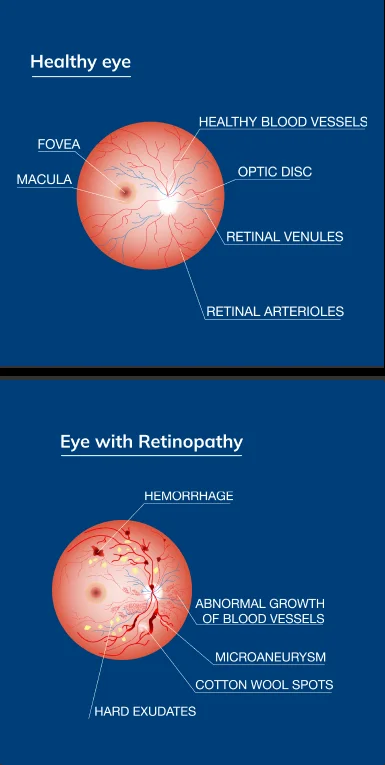 Healthy eye
HEALTHY BLOOD VESSELS
FOVEA
OPTIC DISC
MACULA
RETINAL VENULES
RETINAL ARTERIOLES
Eye with Retinopathy
HEMORRHAGE
ABNORMAL GROWTH
OF BLOOD VESSELS
MICROANEURYSM
COTTON WOOL SPOTS
HARD EXUDATES